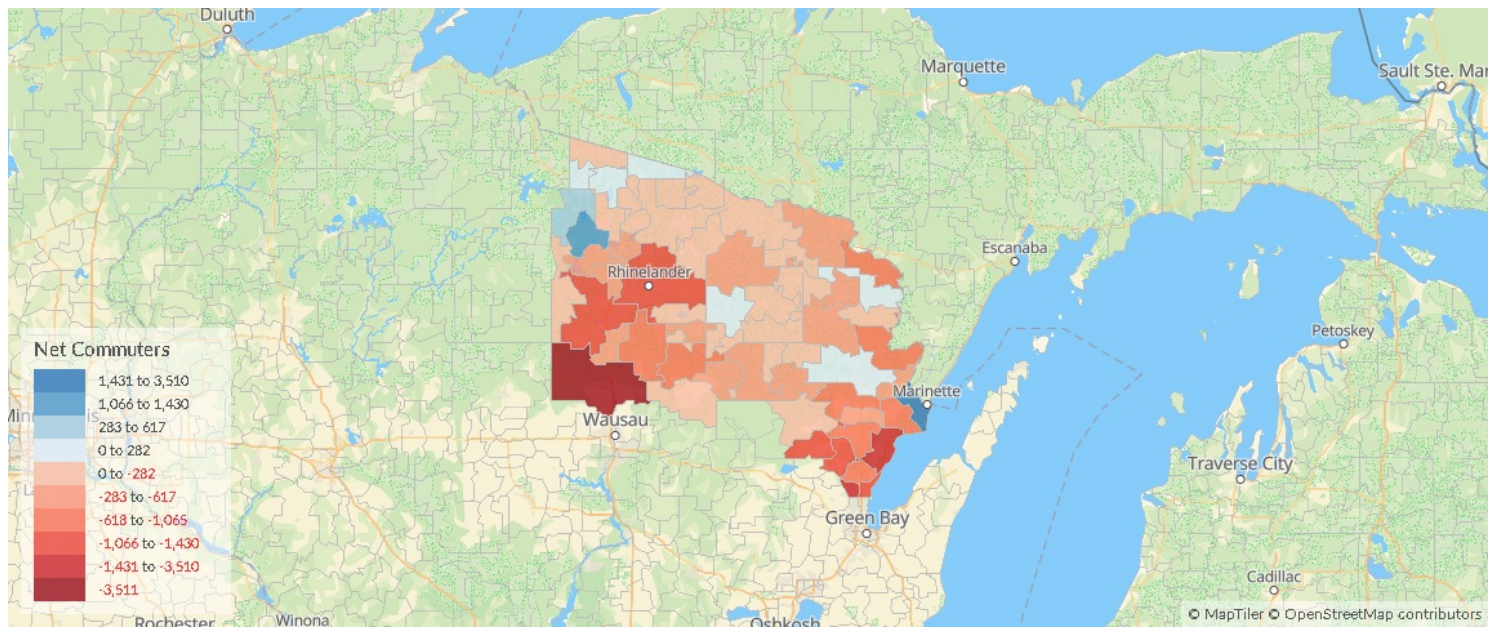 Duluth
Marquette
Sault Ste. Mar
Escanaba
Rhinelander
Petoskey
Net Commuters
1,431 to 3,510
1,066 to 1,430
283 to 617
0 to 282
0 to -282
-283 to -617
-618 to -1,065
-1,066 to -1,430
-1,431 to -3,510
-3,511
Marinette
Wausau
Traverse City
Green Bay
Cadillac
Rochester
Winona
Oshkosh
© MapTiler © OpenStreetMap contributors